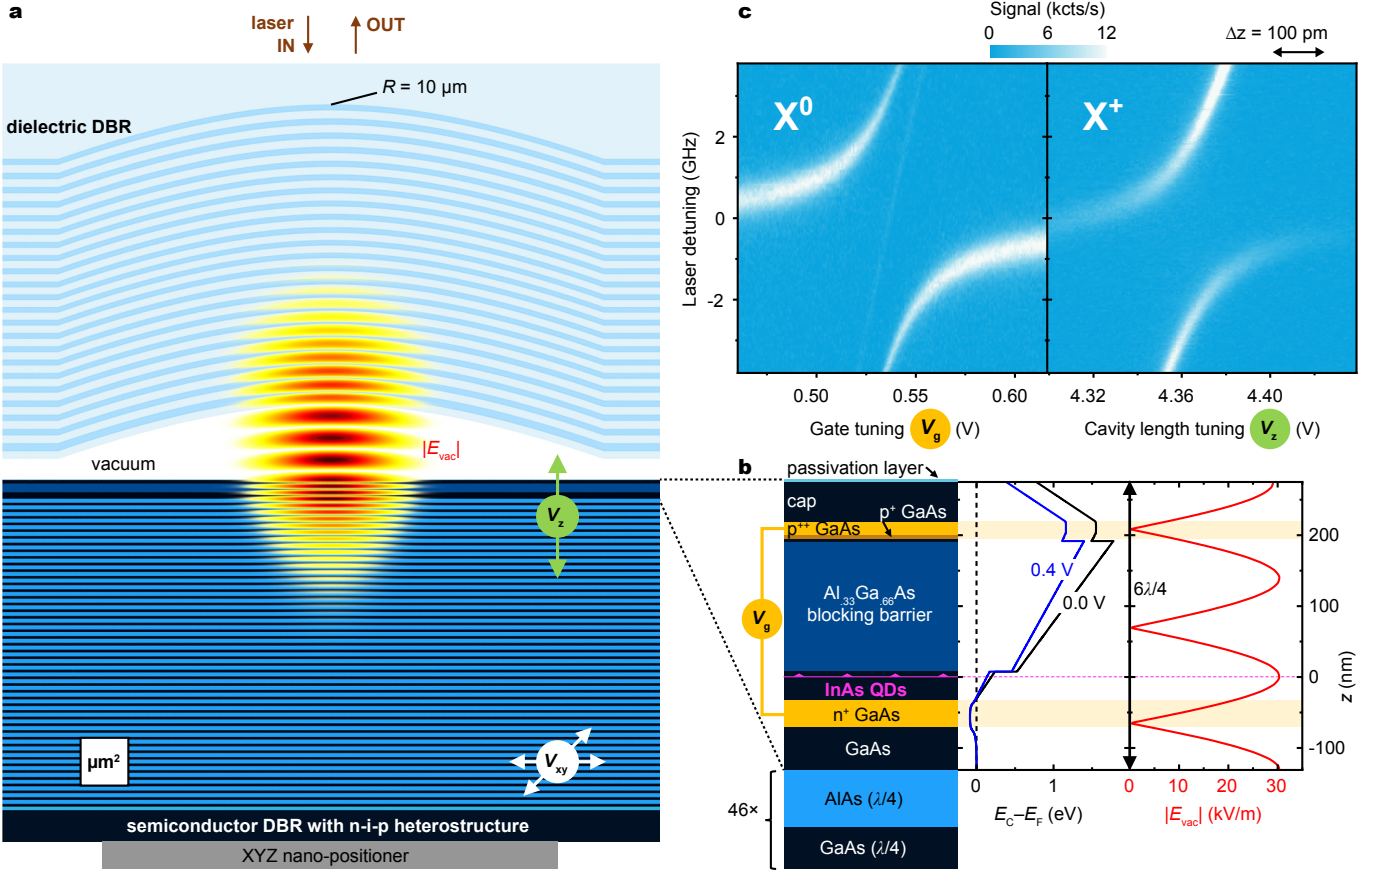 a
laser
IN
OUT
R = 10 µm
dielectric DBR
|Evac|
vacuum
Vz
µm²
Vxy
semiconductor DBR with n-i-p heterostructure
XYZ nano-positioner
c
Signal (kcts/s)
0 6 12
Δz = 100 pm
X⁰
X⁺
Laser detuning (GHz)
2
0
-2
0.50 0.55 0.60 4.32 4.36 4.40
Gate tuning Vg (V)
Cavity length tuning Vz (V)
b
passivation layer
cap
p⁺ GaAs
p⁺⁺ GaAs
Al.33Ga.66As
blocking barrier
Vg
InAs QDs
n⁺ GaAs
GaAs
46×
AlAs (λ/4)
GaAs (λ/4)
0.4 V
0.0 V
6λ/4
200
100
0
-100
z (nm)
0 1
EC–EF (eV)
0 10 20 30
|Evac| (kV/m)